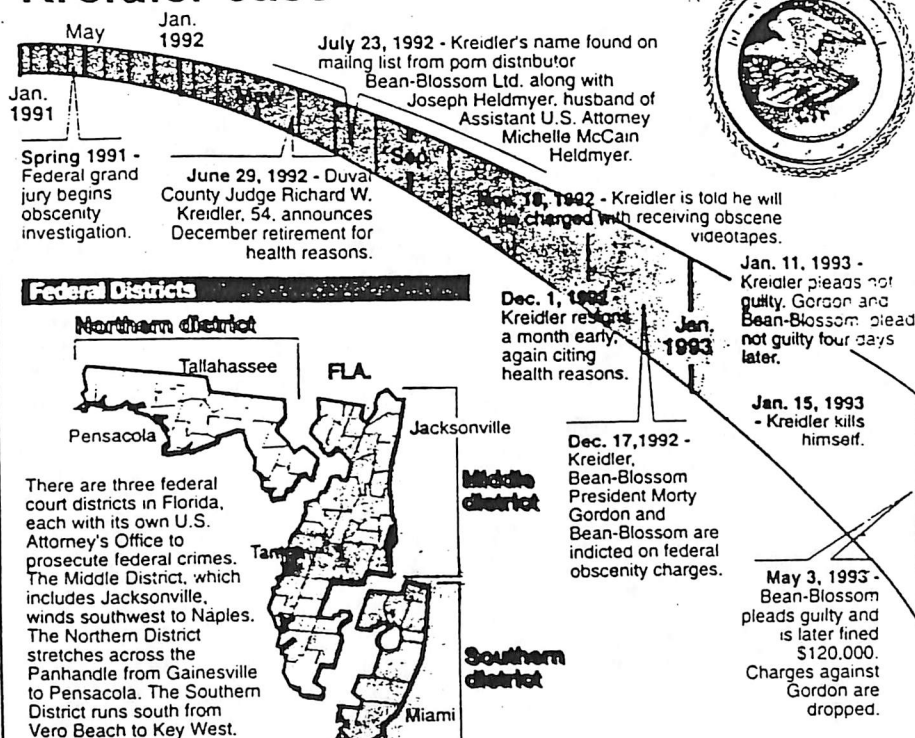 May
Jan.
1992
Jan.
1991
Spring 1991 -
Federal grand
jury begins
obscenity
investigation.
June 29, 1992 - Duval
County Judge Richard W.
Kreidler, 54, announces
December retirement for
health reasons.
July 23, 1992 - Kreidler's name found on
mailng list from porn distributor
Bean-Blossom Ltd. along with
Joseph Heldmyer, husband of
Assistant U.S. Attorney
Michelle McCain
Heldmyer.
May
Sep.
Nov. 18, 1992 - Kreidler is told he will
be charged with receiving obscene
videotapes.
Dec. 1, 1992 -
Kreidler resigns
a month early,
again citing
health reasons.
Jan.
1993
Dec. 17,1992 -
Kreidler,
Bean-Blossom
President Morty
Gordon and
Bean-Blossom are
indicted on federal
obscenity charges.
Jan. 11, 1993 -
Kreidler pleads not
guilty. Gordon and
Bean-Blossom plead
not guilty four days
later.
Jan. 15, 1993
- Kreidler kills
himself.
May 3, 1993 -
Bean-Blossom
pleads guilty and
is later fined
$120,000.
Charges against
Gordon are
dropped.
Federal Districts
Northern district
Tallahassee
FLA.
Pensacola
Jacksonville
Middle
district
Tampa
Southern
district
Miami
There are three federal
court districts in Florida,
each with its own U.S.
Attorney's Office to
prosecute federal crimes.
The Middle District, which
includes Jacksonville,
winds southwest to Naples.
The Northern District
stretches across the
Panhandle from Gainesville
to Pensacola. The Southern
District runs south from
Vero Beach to Key West.